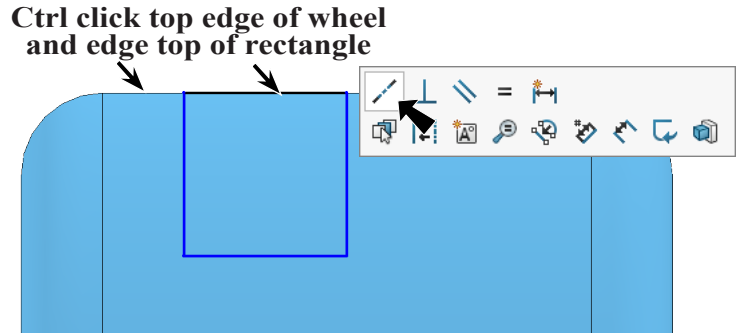 Ctrl click top edge of wheel
and edge top of rectangle